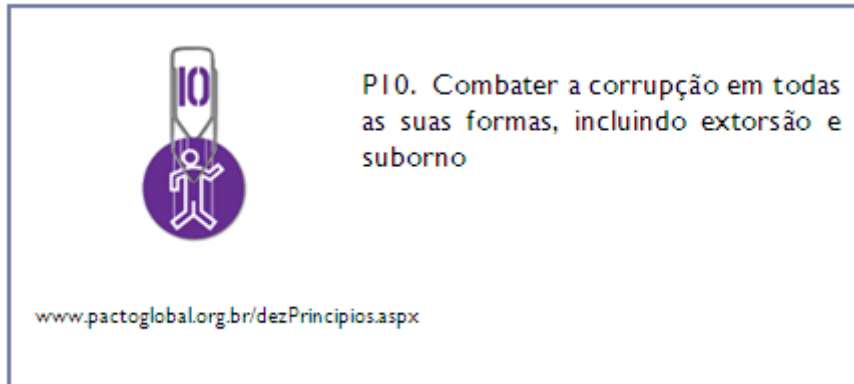 10
P10. Combater a corrupção em todas
as suas formas, incluindo extorsão e
suborno
www.pactoglobal.org.br/dezPrincipios.aspx